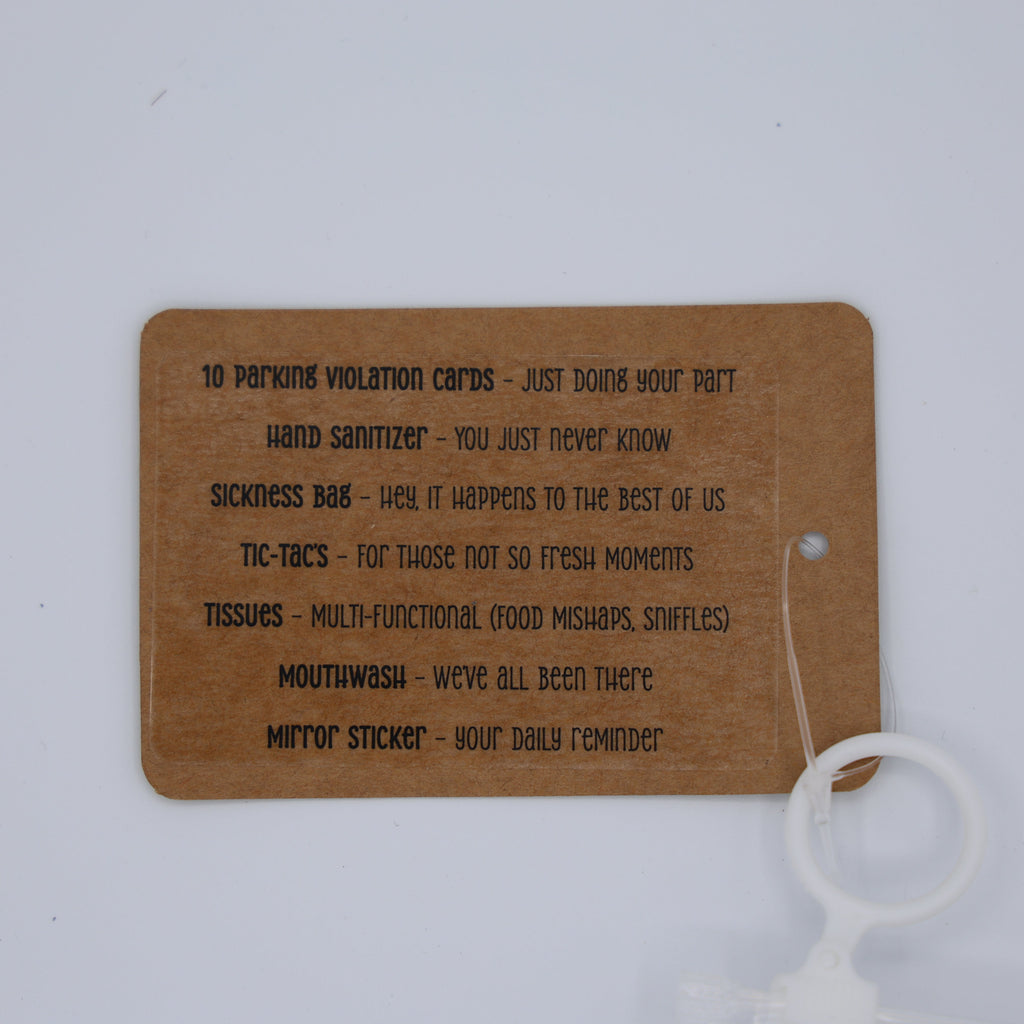 10 Parking Violation Cards – Just doing your part
Hand Sanitizer – You just never know
Sickness Bag – Hey, it happens to the best of us
Tic-Tac's – For those not so fresh moments
Tissues – Multi-functional (food mishaps, sniffles)
Mouthwash – We've all been there
Mirror Sticker – Your daily reminder